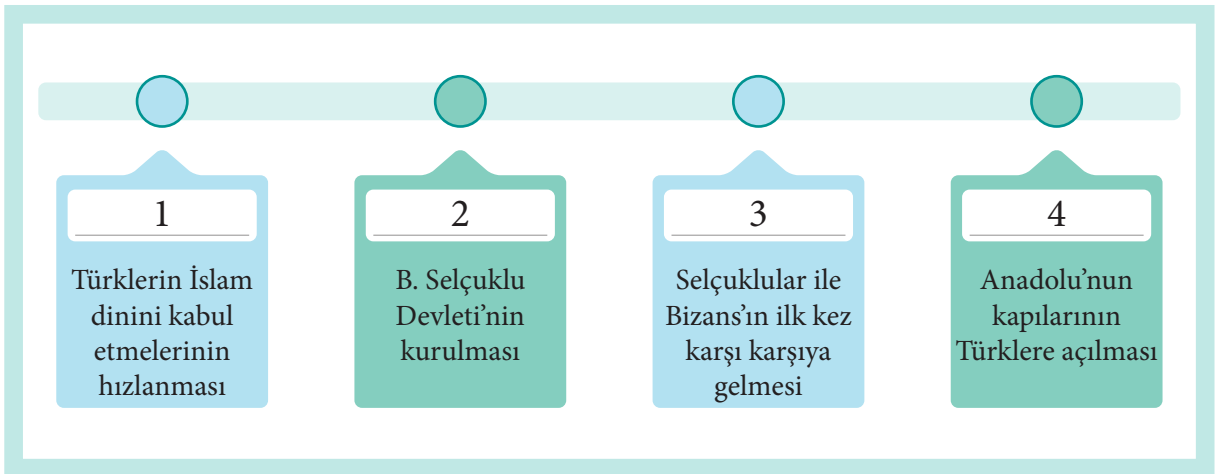 1
Türklerin İslam
dinini kabul
etmelerinin
hızlanması
2
B. Selçuklu
Devleti’nin
kurulması
3
Selçuklular ile
Bizans’ın ilk kez
karşı karşıya
gelmesi
4
Anadolu’nun
kapılarının
Türklere açılması